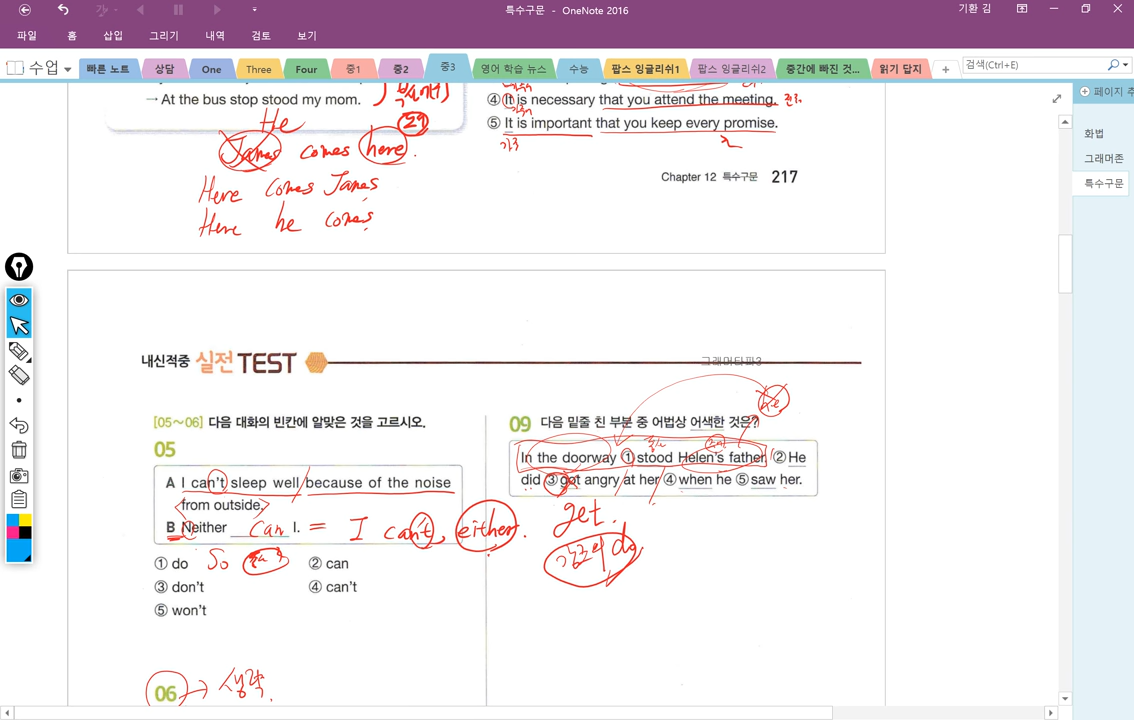 특수구문 - OneNote 2016
기환 김
파일 홈 삽입 그리기 내역 검토 보기
수업 빠른 노트 상담 One Three Four 중1 중2 중3 영어 학습 뉴스 수능 팝스 잉글리쉬1 팝스 잉글리쉬2 중간에 빠진 것... 읽기 답지 + 검색(Ctrl+E)
페이지 추
화법
그래머존
특수구문
→ At the bus stop stood my mom.
He
James comes here.
Here comes James
Here he comes
④ It is necessary that you attend the meeting.
⑤ It is important that you keep every promise.
Chapter 12 특수구문 217
내신적중 실전 TEST
그래머타파3
[05~06] 다음 대화의 빈칸에 알맞은 것을 고르시오.
05
A I can't sleep well because of the noise
from outside.
B Neither can I. = I can't, either.
So
① do ② can
③ don't ④ can't
⑤ won't
06 → 생략
09 다음 밑줄 친 부분 중 어법상 어색한 것은?
He
In the doorway ① stood Helen's father. ② He
did ③ got angry at her ④ when he ⑤ saw her.
get.
강조의 do